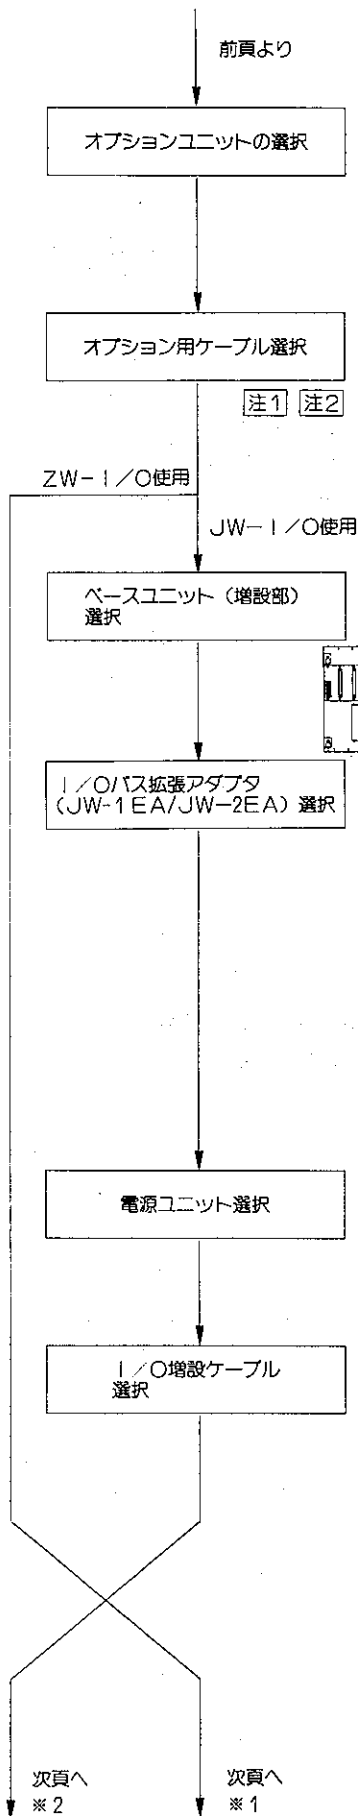 前頁より
オプションユニットの選択
オプション用ケーブル選択
注1 注2
ZW-I/O使用
JW-I/O使用
ベースユニット(増設部)
選択
I/Oバス拡張アダプタ
(JW-1EA/JW-2EA)選択
電源ユニット選択
I/O増設ケーブル
選択
次頁へ
※2
次頁へ
※1